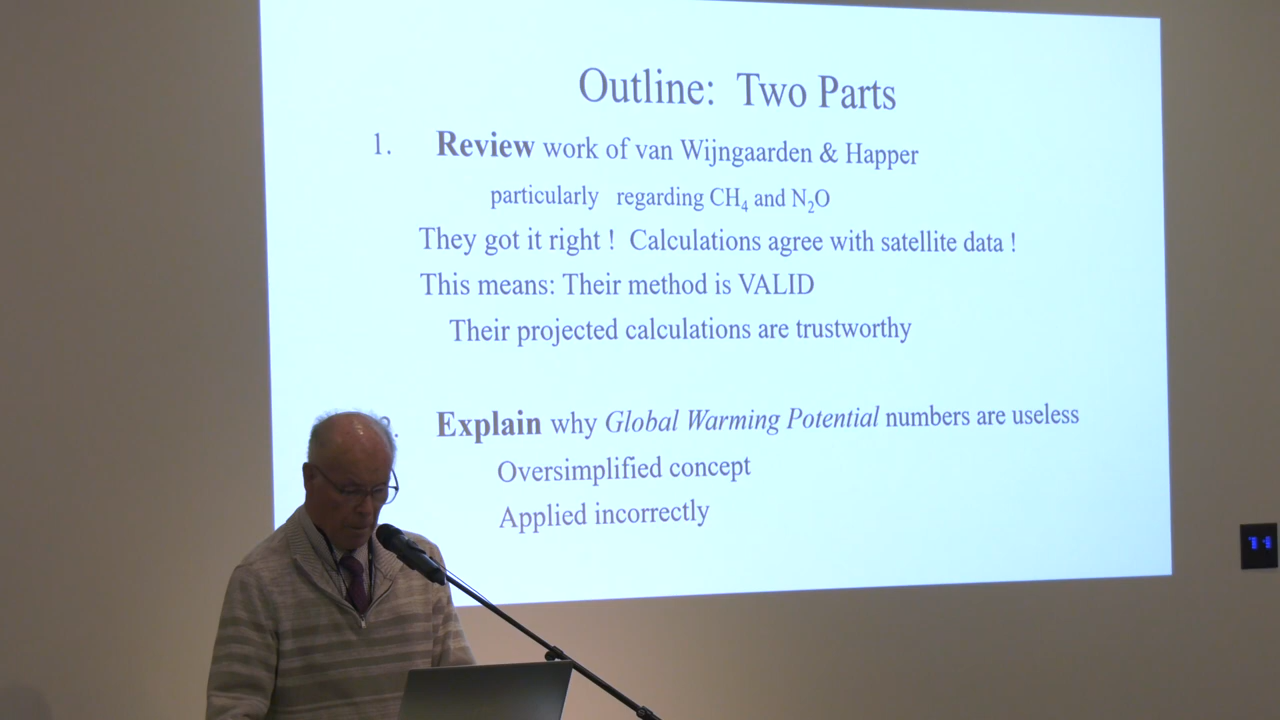 Outline: Two Parts
1. Review work of van Wijngaarden & Happer
particularly regarding CH₄ and N₂O
They got it right ! Calculations agree with satellite data !
This means: Their method is VALID
Their projected calculations are trustworthy
2. Explain why Global Warming Potential numbers are useless
Oversimplified concept
Applied incorrectly